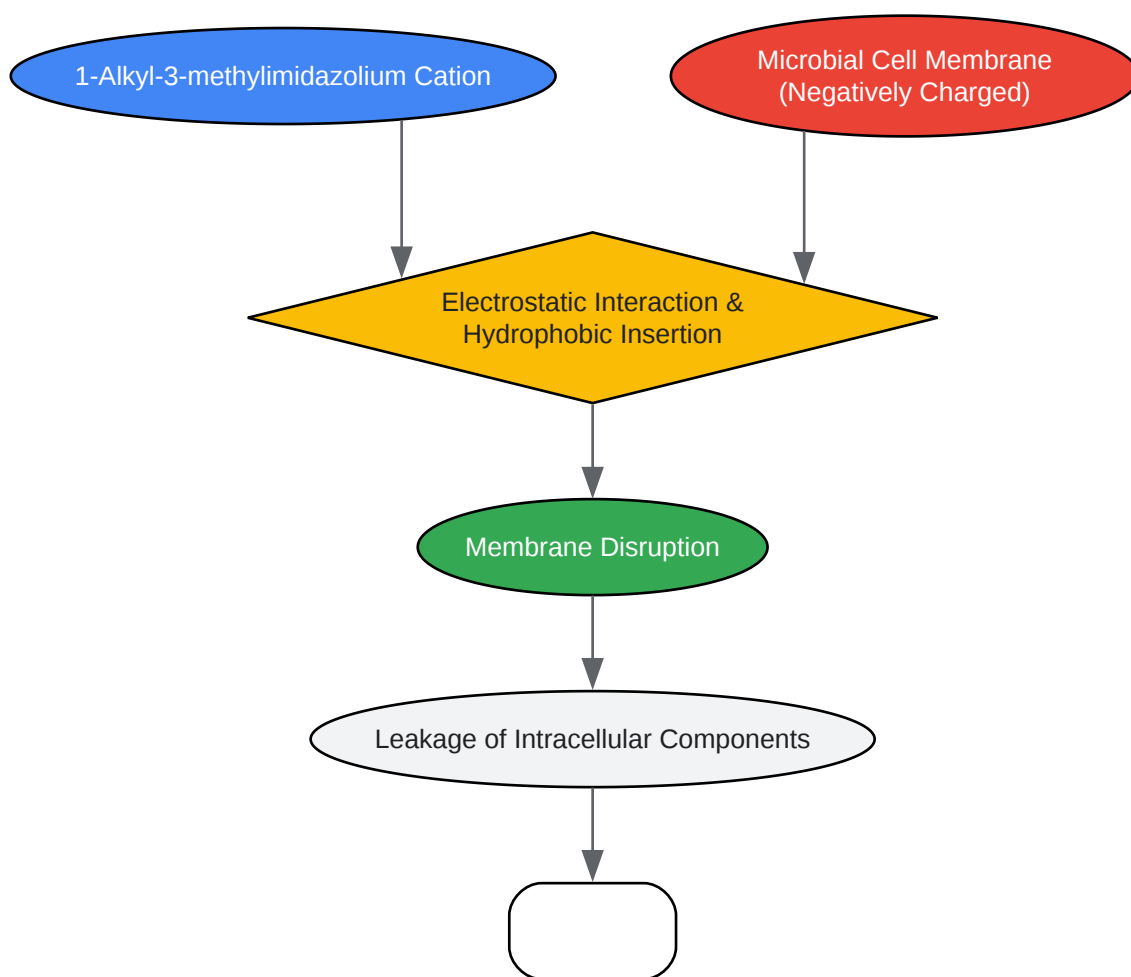 1-Alkyl-3-methylimidazolium Cation
Microbial Cell Membrane
(Negatively Charged)
Electrostatic Interaction &
Hydrophobic Insertion
Membrane Disruption
Leakage of Intracellular Components